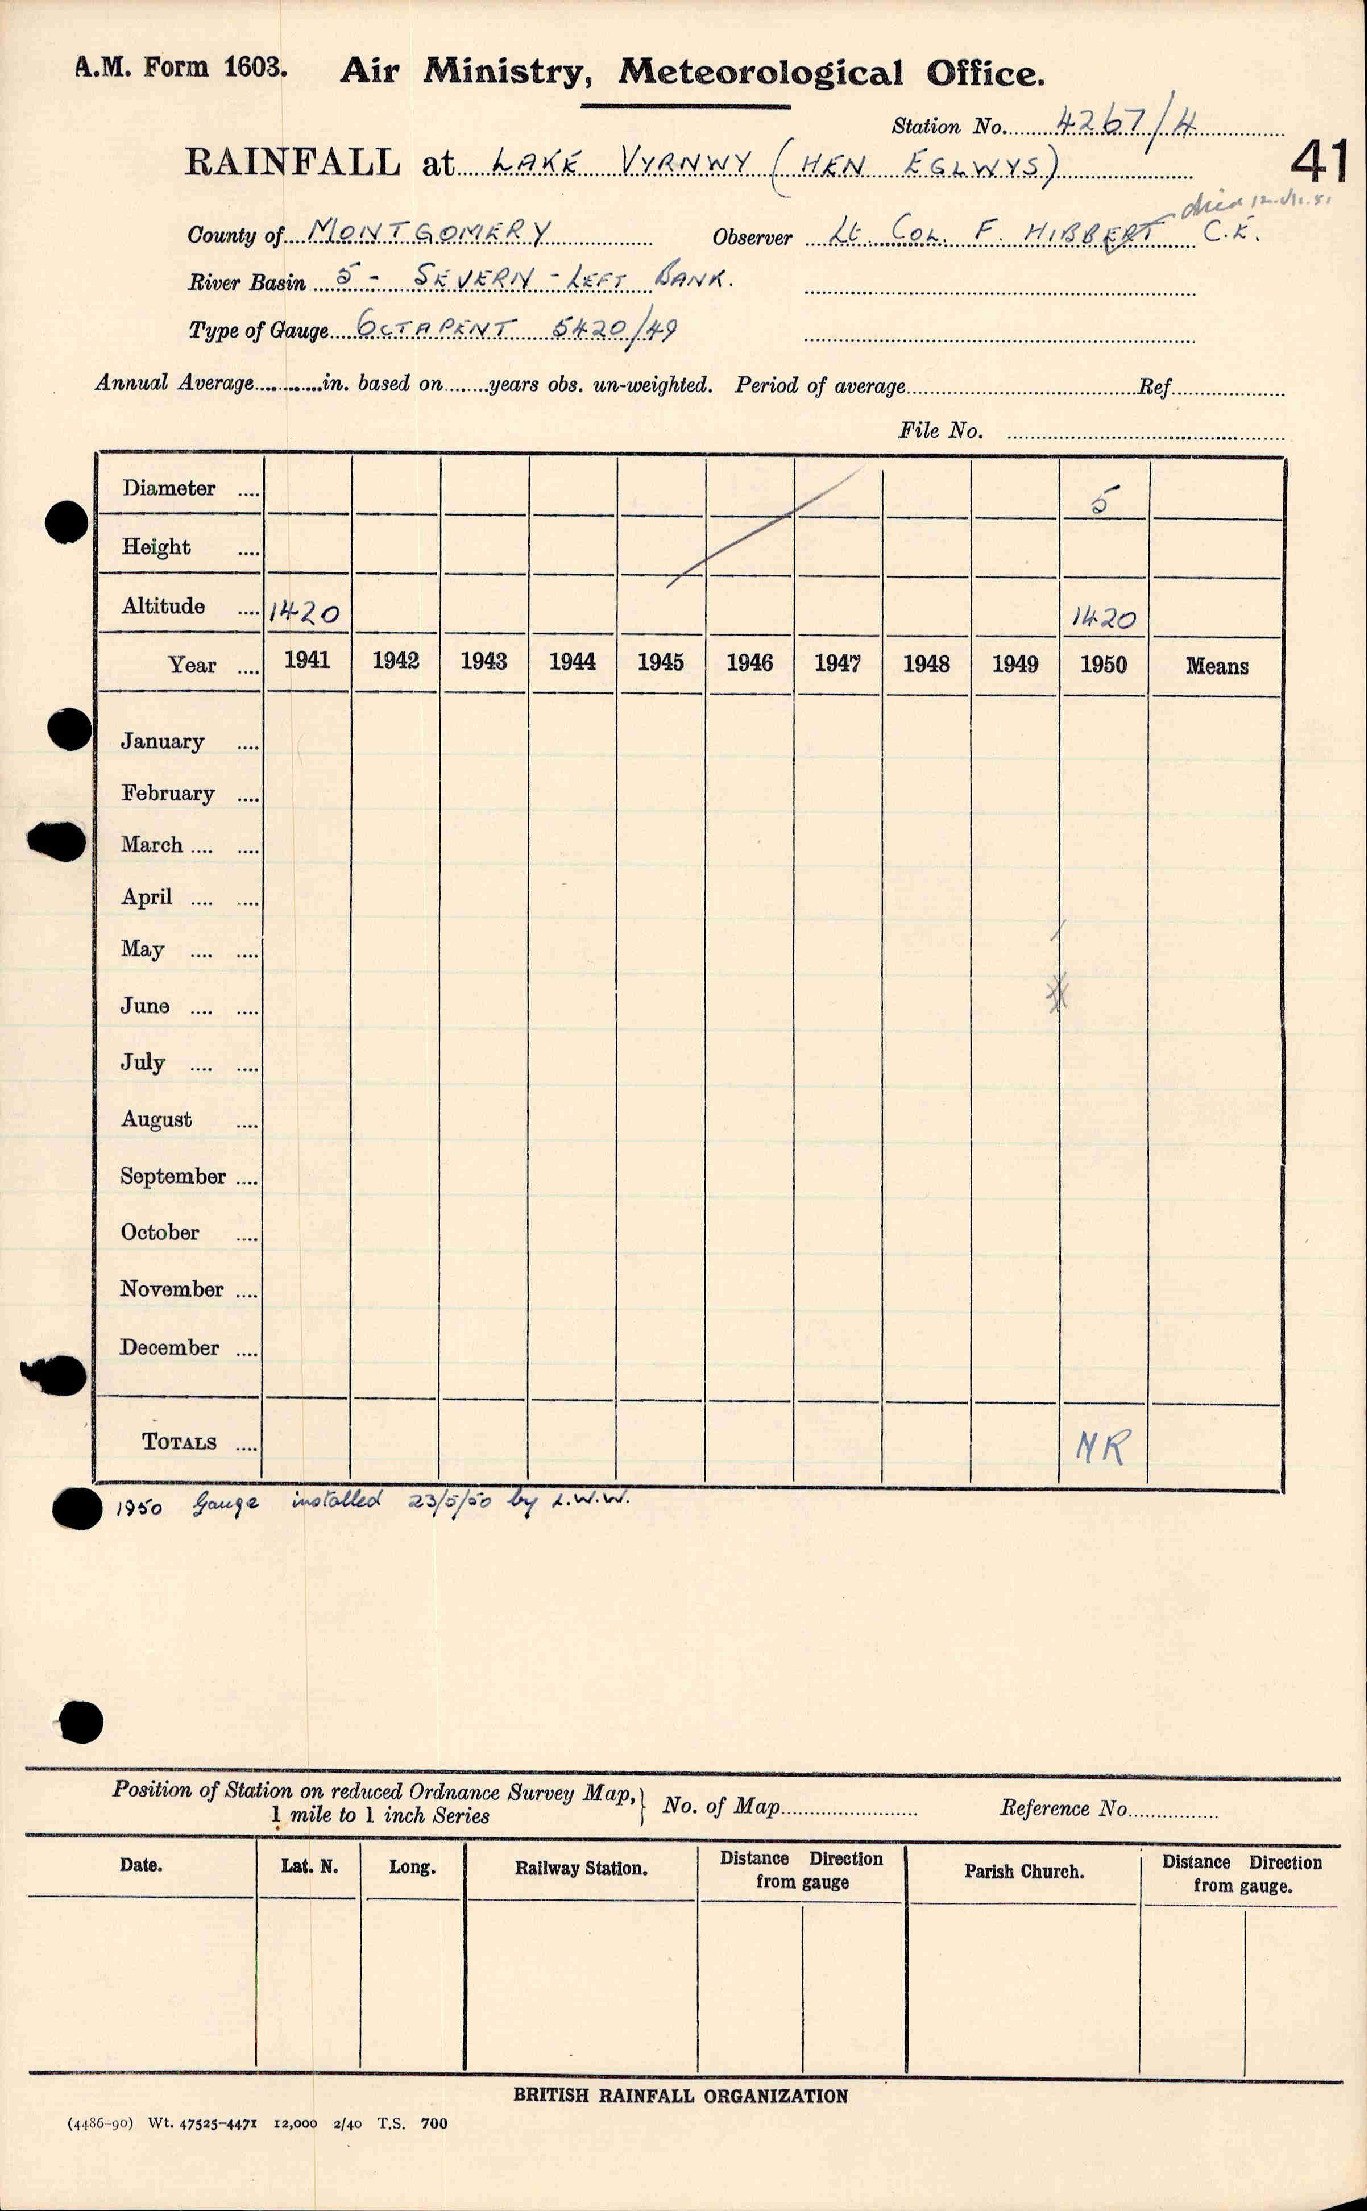 A.M. Form 1603. Air Ministry, Meteorological Office.
Station No. 4267/4
41
RAINFALL at LAKE VYRNWY (HEN EGLWYS)
died
County of MONTGOMERY Observer Lt. COL. F. HIBBERT C.E.
River Basin 5 - SEVERN - LEFT BANK.
Type of Gauge OCTAPENT 5420/49
Annual Average in. based on years obs. un-weighted. Period of average Ref.
File No.
Diameter .... 5
Height ....
Altitude .... 1420 1420
Year .... 1941 1942 1943 1944 1945 1946 1947 1948 1949 1950 Means
January ....
February ....
March .... ....
April .... ....
May .... ....
June .... ....
July .... ....
August ....
September ....
October ....
November ....
December ....
TOTALS .... NR
1950 Gauge installed 23/5/50 by L.W.W.
Position of Station on reduced Ordnance Survey Map, } No. of Map Reference No.
1 mile to 1 inch Series
Date. Lat. N. Long. Railway Station. Distance Direction from gauge Parish Church. Distance Direction from gauge.
BRITISH RAINFALL ORGANIZATION
(4486-90) Wt. 47525-4471 12,000 2/40 T.S. 700